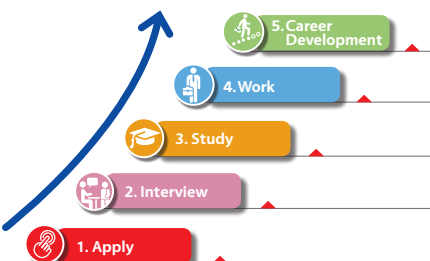 5. Career
Development
4. Work
3. Study
2. Interview
1. Apply